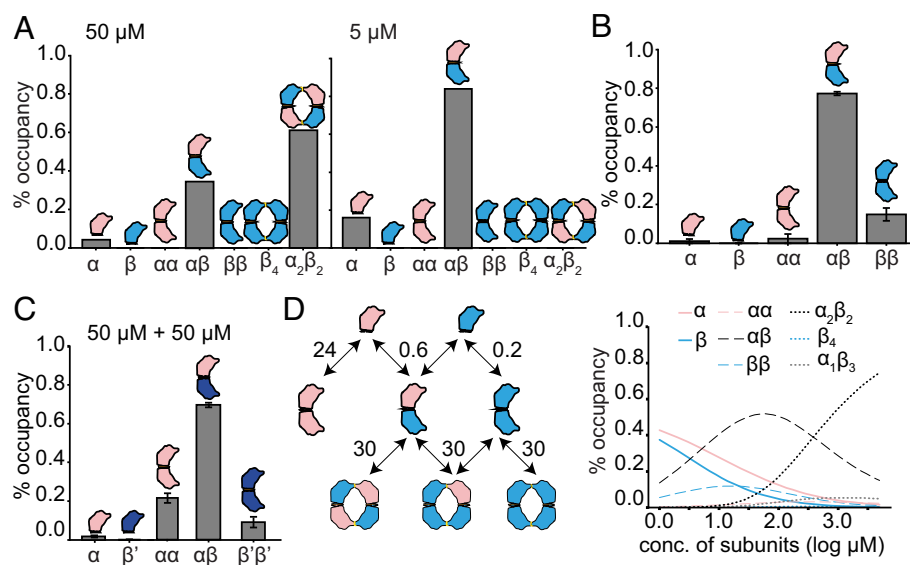 A
50 µM
5 µM
% occupancy
1.0
0.8
0.6
0.4
0.2
0.0
α β αα αβ ββ β₄ α₂β₂
α β αα αβ ββ β₄ α₂β₂
B
% occupancy
1.0
0.8
0.6
0.4
0.2
0.0
α β αα αβ ββ
C
50 µM + 50 µM
% occupancy
1.0
0.8
0.6
0.4
0.2
0.0
α β' αα αβ β'β'
D
24 0.6 0.2
30 30 30
% occupancy
1.0
0.8
0.6
0.4
0.2
0.0
α αα α₂β₂
β αβ β₄
ββ α₁β₃
0.0 1.0 2.0 3.0
conc. of subunits (log µM)